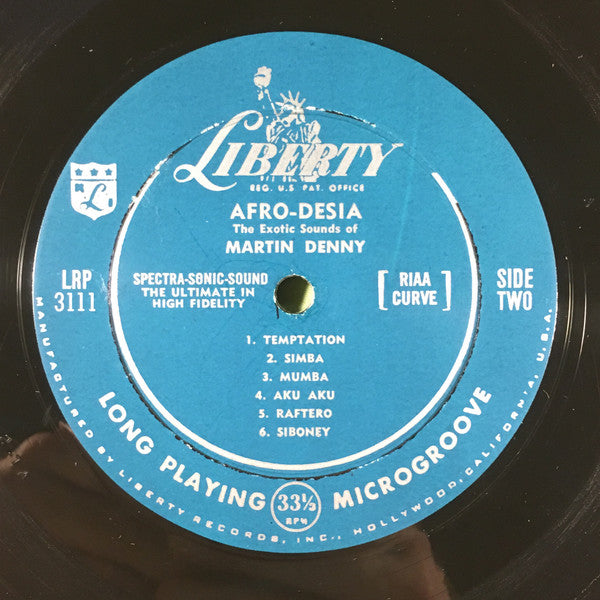 LIBERTY
REG. U.S. PAT. OFFICE
L
AFRO-DESIA
The Exotic Sounds of
MARTIN DENNY
LRP
3111
SPECTRA-SONIC-SOUND
THE ULTIMATE IN
HIGH FIDELITY
[ RIAA
CURVE ]
SIDE
TWO
1. TEMPTATION
2. SIMBA
3. MUMBA
4. AKU AKU
5. RAFTERO
6. SIBONEY
LONG PLAYING 33⅓ RPM MICROGROOVE
MANUFACTURED BY LIBERTY RECORDS, INC., HOLLYWOOD, CALIFORNIA, U.S.A.